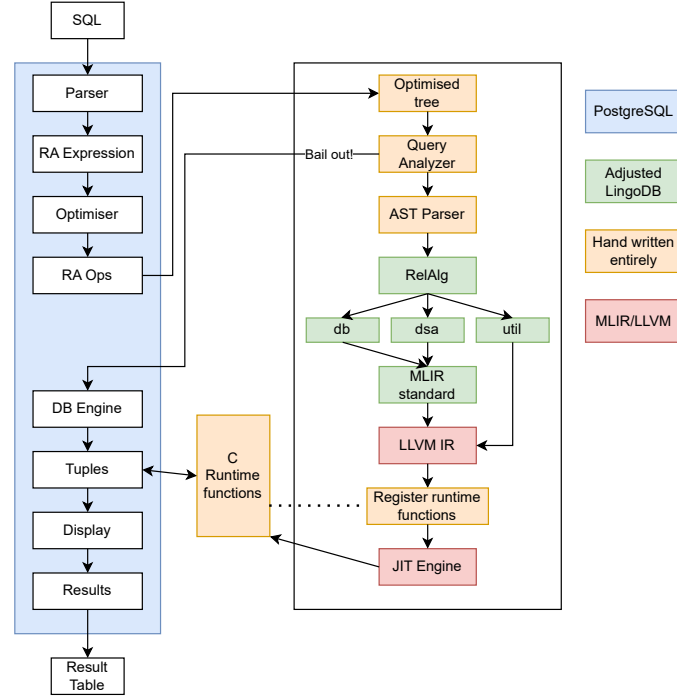 SQL
Parser
RA Expression
Optimiser
RA Ops
DB Engine
Tuples
Display
Results
Result
Table
Bail out!
C
Runtime
functions
Optimised
tree
Query
Analyzer
AST Parser
RelAlg
db
dsa
util
MLIR
standard
LLVM IR
Register runtime
functions
JIT Engine
PostgreSQL
Adjusted
LingoDB
Hand written
entirely
MLIR/LLVM